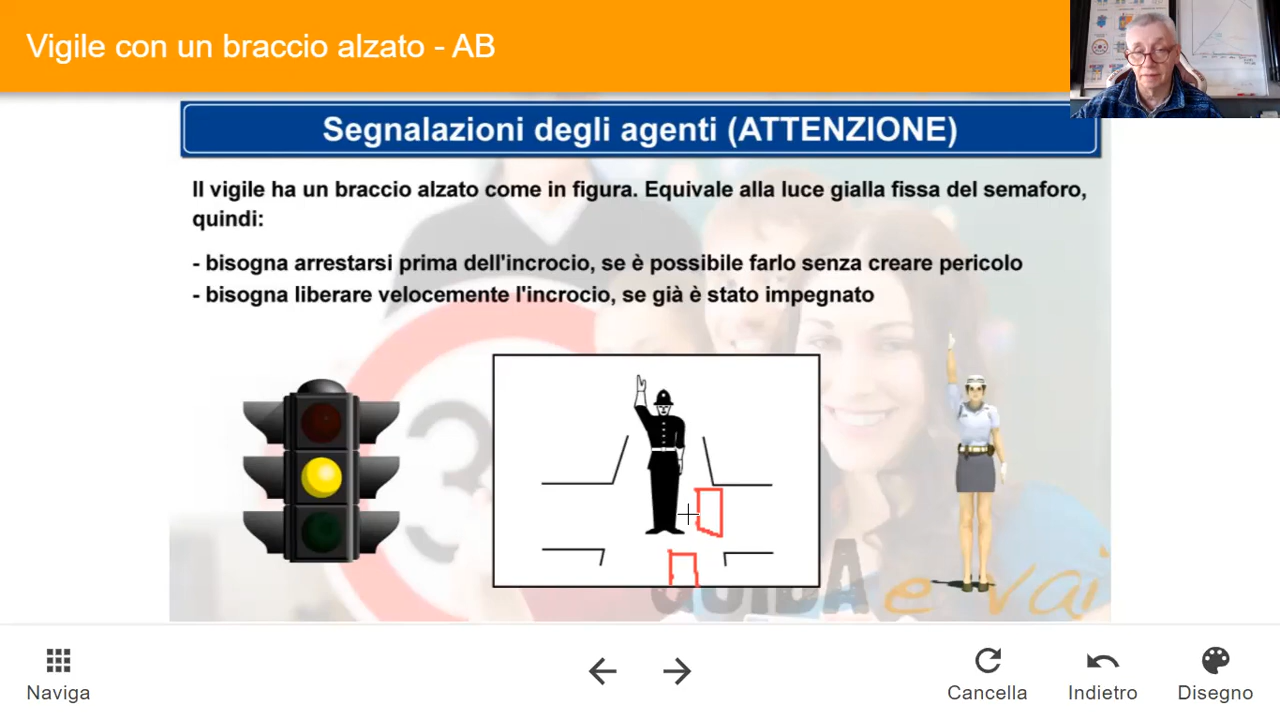 Vigile con un braccio alzato - AB
Segnalazioni degli agenti (ATTENZIONE)
Il vigile ha un braccio alzato come in figura. Equivale alla luce gialla fissa del semaforo,
quindi:
- bisogna arrestarsi prima dell'incrocio, se è possibile farlo senza creare pericolo
- bisogna liberare velocemente l'incrocio, se già è stato impegnato
GUIDA e vai
Naviga
Cancella
Indietro
Disegno